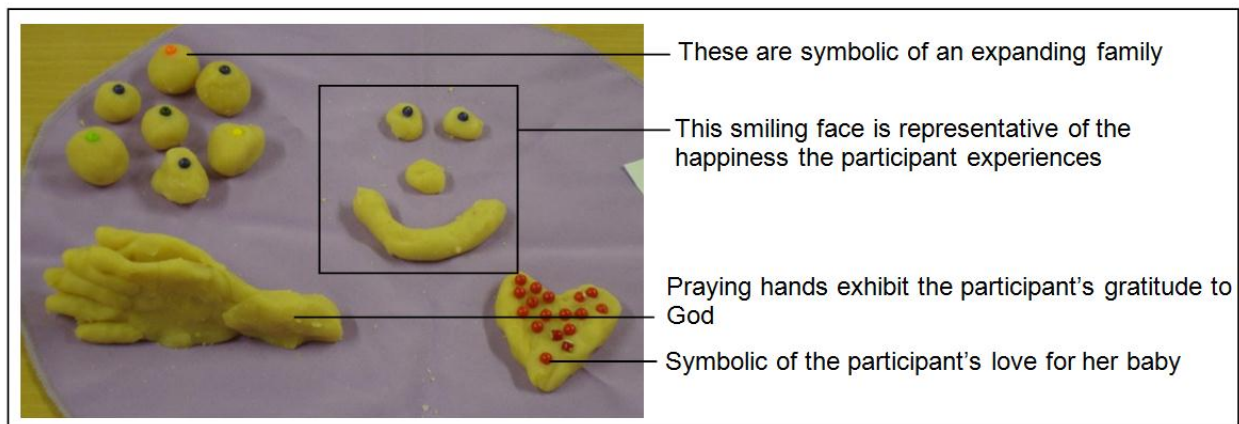 These are symbolic of an expanding family
This smiling face is representative of the
happiness the participant experiences
Praying hands exhibit the participant’s gratitude to
God
Symbolic of the participant’s love for her baby